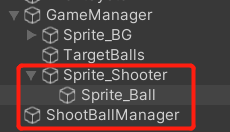 GameManager
Sprite_BG
TargetBalls
Sprite_Shooter
Sprite_Ball
ShootBallManager